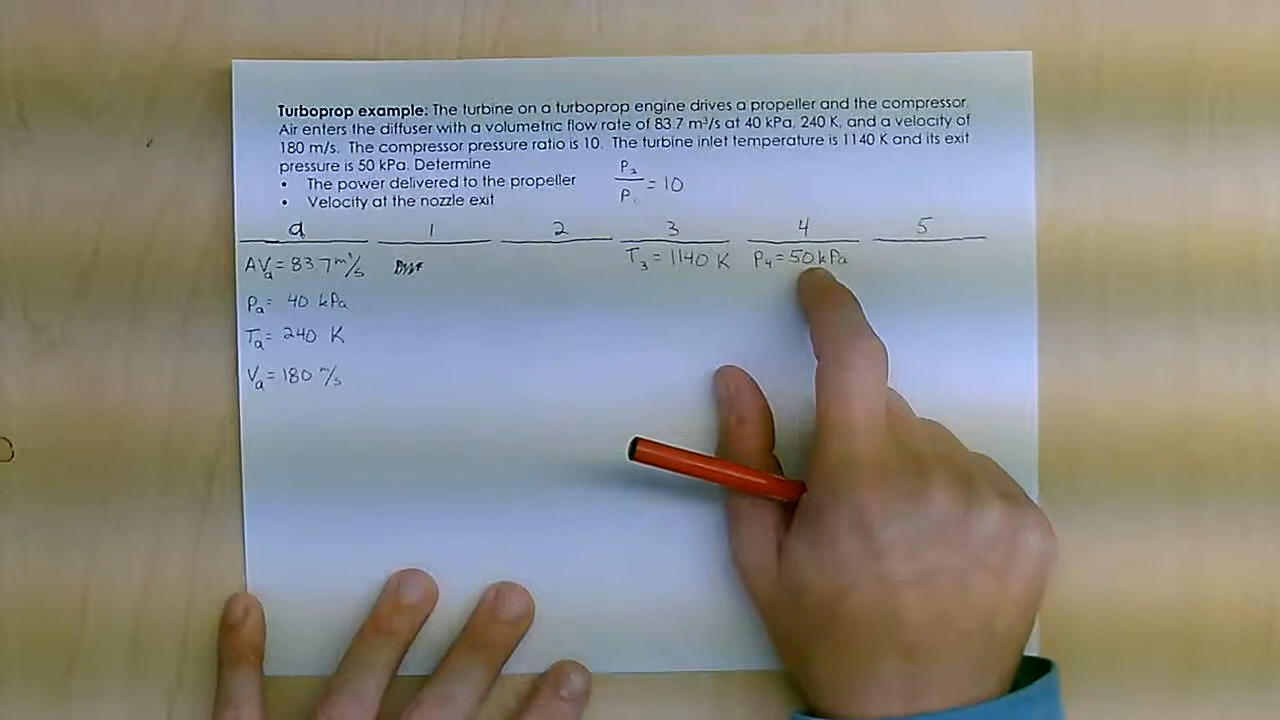 Turboprop example: The turbine on a turboprop engine drives a propeller and the compressor.
Air enters the diffuser with a volumetric flow rate of 83.7 m³/s at 40 kPa, 240 K, and a velocity of
180 m/s. The compressor pressure ratio is 10. The turbine inlet temperature is 1140 K and its exit
pressure is 50 kPa. Determine
• The power delivered to the propeller
• Velocity at the nozzle exit
P₂/P₁ = 10
a 1 2 3 4 5
AVₐ = 83.7 m³/s T₃ = 1140 K P₄ = 50 kPa
Pₐ = 40 kPa
Tₐ = 240 K
Vₐ = 180 m/s